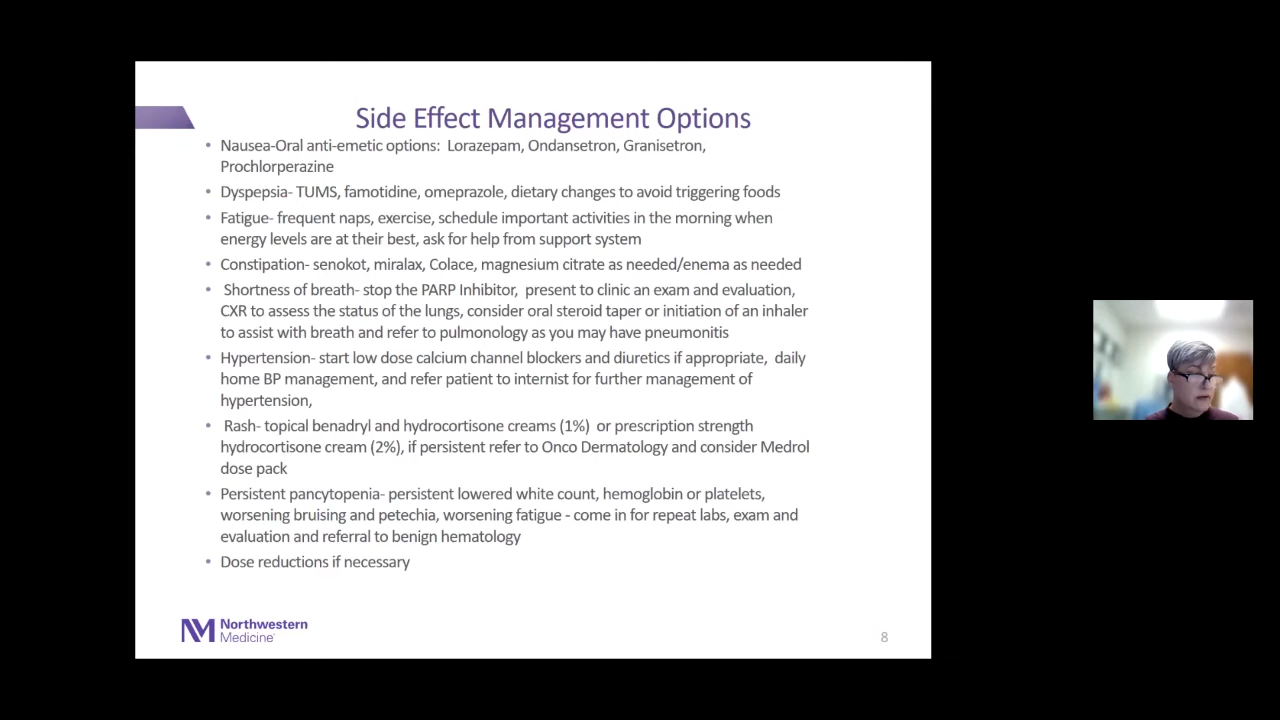 Side Effect Management Options
• Nausea-Oral anti-emetic options:  Lorazepam, Ondansetron, Granisetron,
Prochlorperazine
• Dyspepsia- TUMS, famotidine, omeprazole, dietary changes to avoid triggering foods
• Fatigue- frequent naps, exercise, schedule important activities in the morning when
energy levels are at their best, ask for help from support system
• Constipation- senokot, miralax, Colace, magnesium citrate as needed/enema as needed
• Shortness of breath- stop the PARP Inhibitor,  present to clinic an exam and evaluation,
CXR to assess the status of the lungs, consider oral steroid taper or initiation of an inhaler
to assist with breath and refer to pulmonology as you may have pneumonitis
• Hypertension- start low dose calcium channel blockers and diuretics if appropriate,  daily
home BP management, and refer patient to internist for further management of
hypertension,
• Rash- topical benadryl and hydrocortisone creams (1%)  or prescription strength
hydrocortisone cream (2%), if persistent refer to Onco Dermatology and consider Medrol
dose pack
• Persistent pancytopenia- persistent lowered white count, hemoglobin or platelets,
worsening bruising and petechia, worsening fatigue - come in for repeat labs, exam and
evaluation and referral to benign hematology
• Dose reductions if necessary
NM Northwestern
Medicine
8